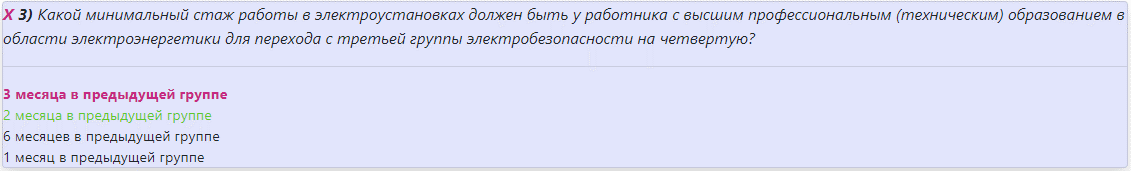 X 3) Какой минимальный стаж работы в электроустановках должен быть у работника с высшим профессиональным (техническим) образованием в
области электроэнергетики для перехода с третьей группы электробезопасности на четвертую?
3 месяца в предыдущей группе
2 месяца в предыдущей группе
6 месяцев в предыдущей группе
1 месяц в предыдущей группе